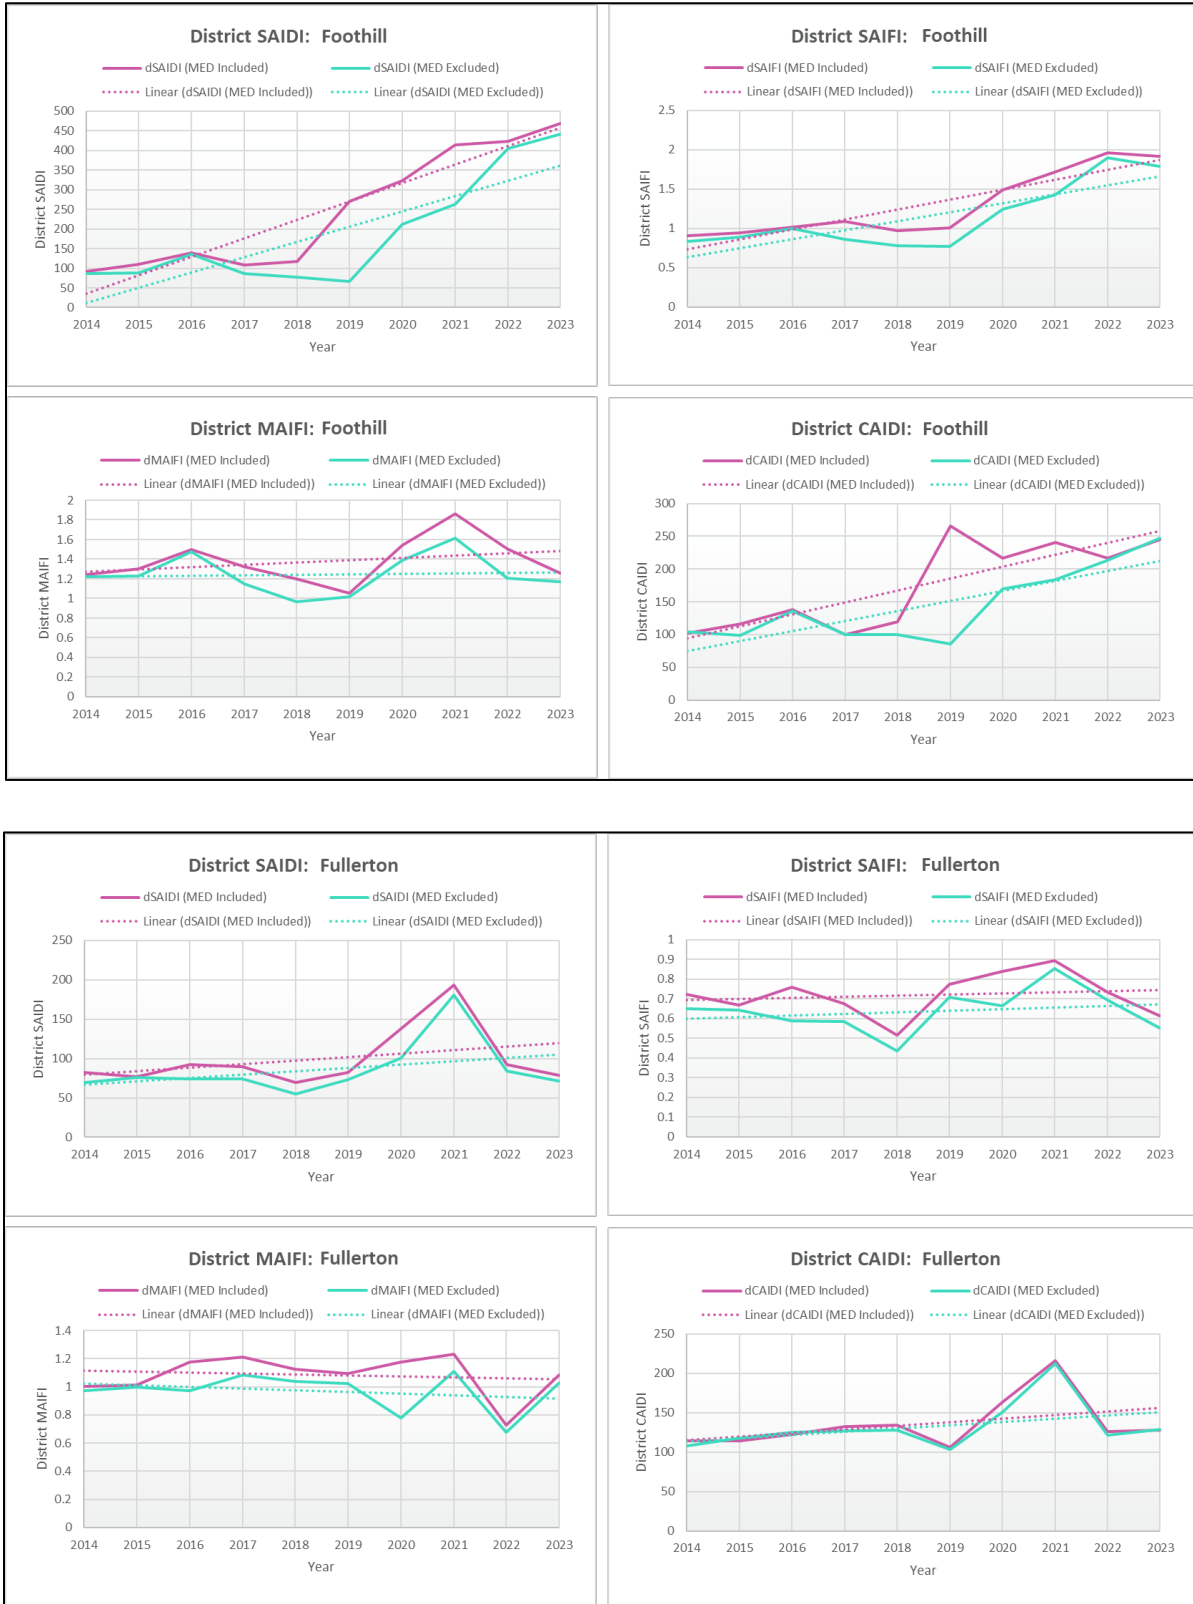 District SAIDI: Foothill
dSAIDI (MED Included)
dSAIDI (MED Excluded)
Linear (dSAIDI (MED Included))
Linear (dSAIDI (MED Excluded))
500
450
400
350
300
250
200
150
100
50
0
District SAIDI
2014 2015 2016 2017 2018 2019 2020 2021 2022 2023
Year
District SAIFI: Foothill
dSAIFI (MED Included)
dSAIFI (MED Excluded)
Linear (dSAIFI (MED Included))
Linear (dSAIFI (MED Excluded))
2.5
2
1.5
1
0.5
0
District SAIFI
2014 2015 2016 2017 2018 2019 2020 2021 2022 2023
Year
District MAIFI: Foothill
dMAIFI (MED Included)
dMAIFI (MED Excluded)
Linear (dMAIFI (MED Included))
Linear (dMAIFI (MED Excluded))
2
1.8
1.6
1.4
1.2
1
0.8
0.6
0.4
0.2
0
District MAIFI
2014 2015 2016 2017 2018 2019 2020 2021 2022 2023
Year
District CAIDI: Foothill
dCAIDI (MED Included)
dCAIDI (MED Excluded)
Linear (dCAIDI (MED Included))
Linear (dCAIDI (MED Excluded))
300
250
200
150
100
50
0
District CAIDI
2014 2015 2016 2017 2018 2019 2020 2021 2022 2023
Year
District SAIDI: Fullerton
dSAIDI (MED Included)
dSAIDI (MED Excluded)
Linear (dSAIDI (MED Included))
Linear (dSAIDI (MED Excluded))
250
200
150
100
50
0
District SAIDI
2014 2015 2016 2017 2018 2019 2020 2021 2022 2023
Year
District SAIFI: Fullerton
dSAIFI (MED Included)
dSAIFI (MED Excluded)
Linear (dSAIFI (MED Included))
Linear (dSAIFI (MED Excluded))
1
0.9
0.8
0.7
0.6
0.5
0.4
0.3
0.2
0.1
0
District SAIFI
2014 2015 2016 2017 2018 2019 2020 2021 2022 2023
Year
District MAIFI: Fullerton
dMAIFI (MED Included)
dMAIFI (MED Excluded)
Linear (dMAIFI (MED Included))
Linear (dMAIFI (MED Excluded))
1.4
1.2
1
0.8
0.6
0.4
0.2
0
District MAIFI
2014 2015 2016 2017 2018 2019 2020 2021 2022 2023
Year
District CAIDI: Fullerton
dCAIDI (MED Included)
dCAIDI (MED Excluded)
Linear (dCAIDI (MED Included))
Linear (dCAIDI (MED Excluded))
250
200
150
100
50
0
District CAIDI
2014 2015 2016 2017 2018 2019 2020 2021 2022 2023
Year